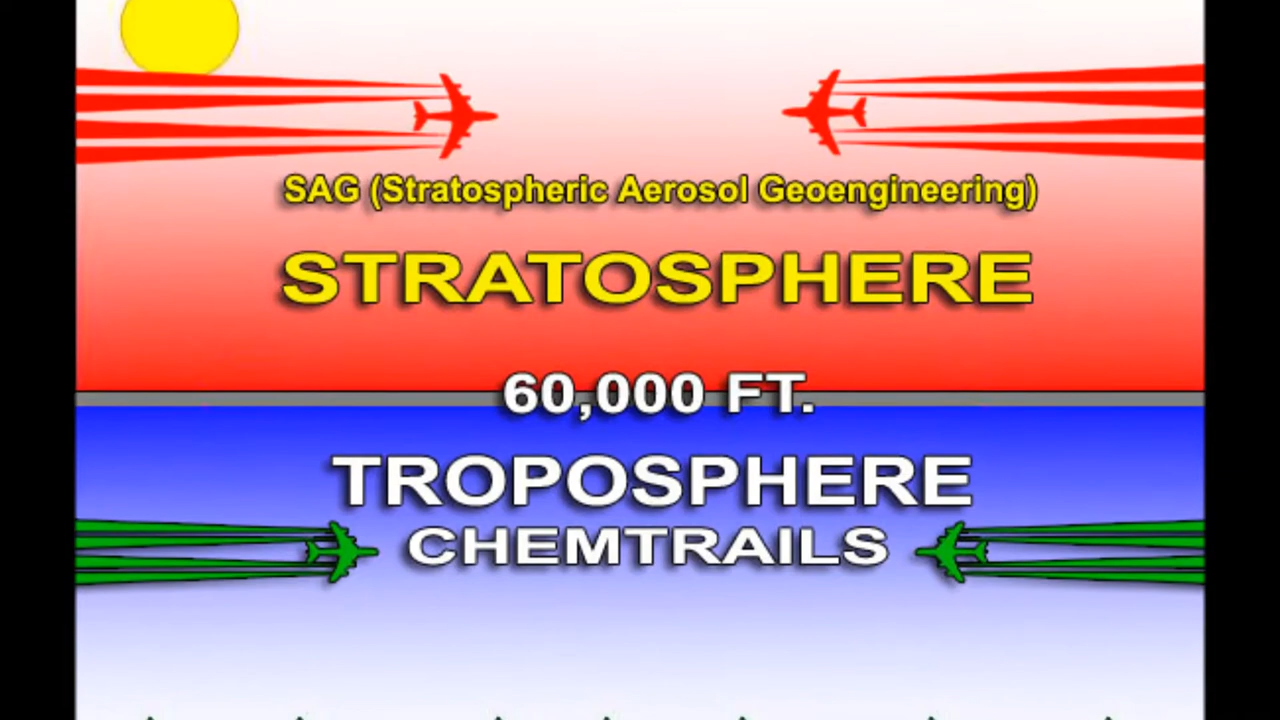 SAG (Stratospheric Aerosol Geoengineering)
STRATOSPHERE
60,000 FT.
TROPOSPHERE
CHEMTRAILS